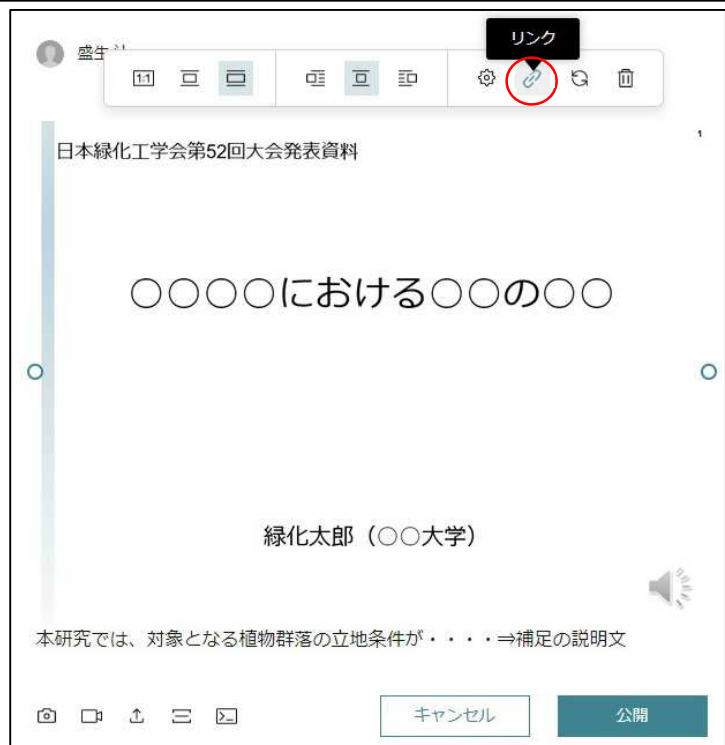 リンク
盛生
1:1
日本緑化工学会第52回大会発表資料
1
○○○○における○○の○○
緑化太郎（○○大学）
本研究では、対象となる植物群落の立地条件が・・・・⇒補足の説明文
キャンセル
公開